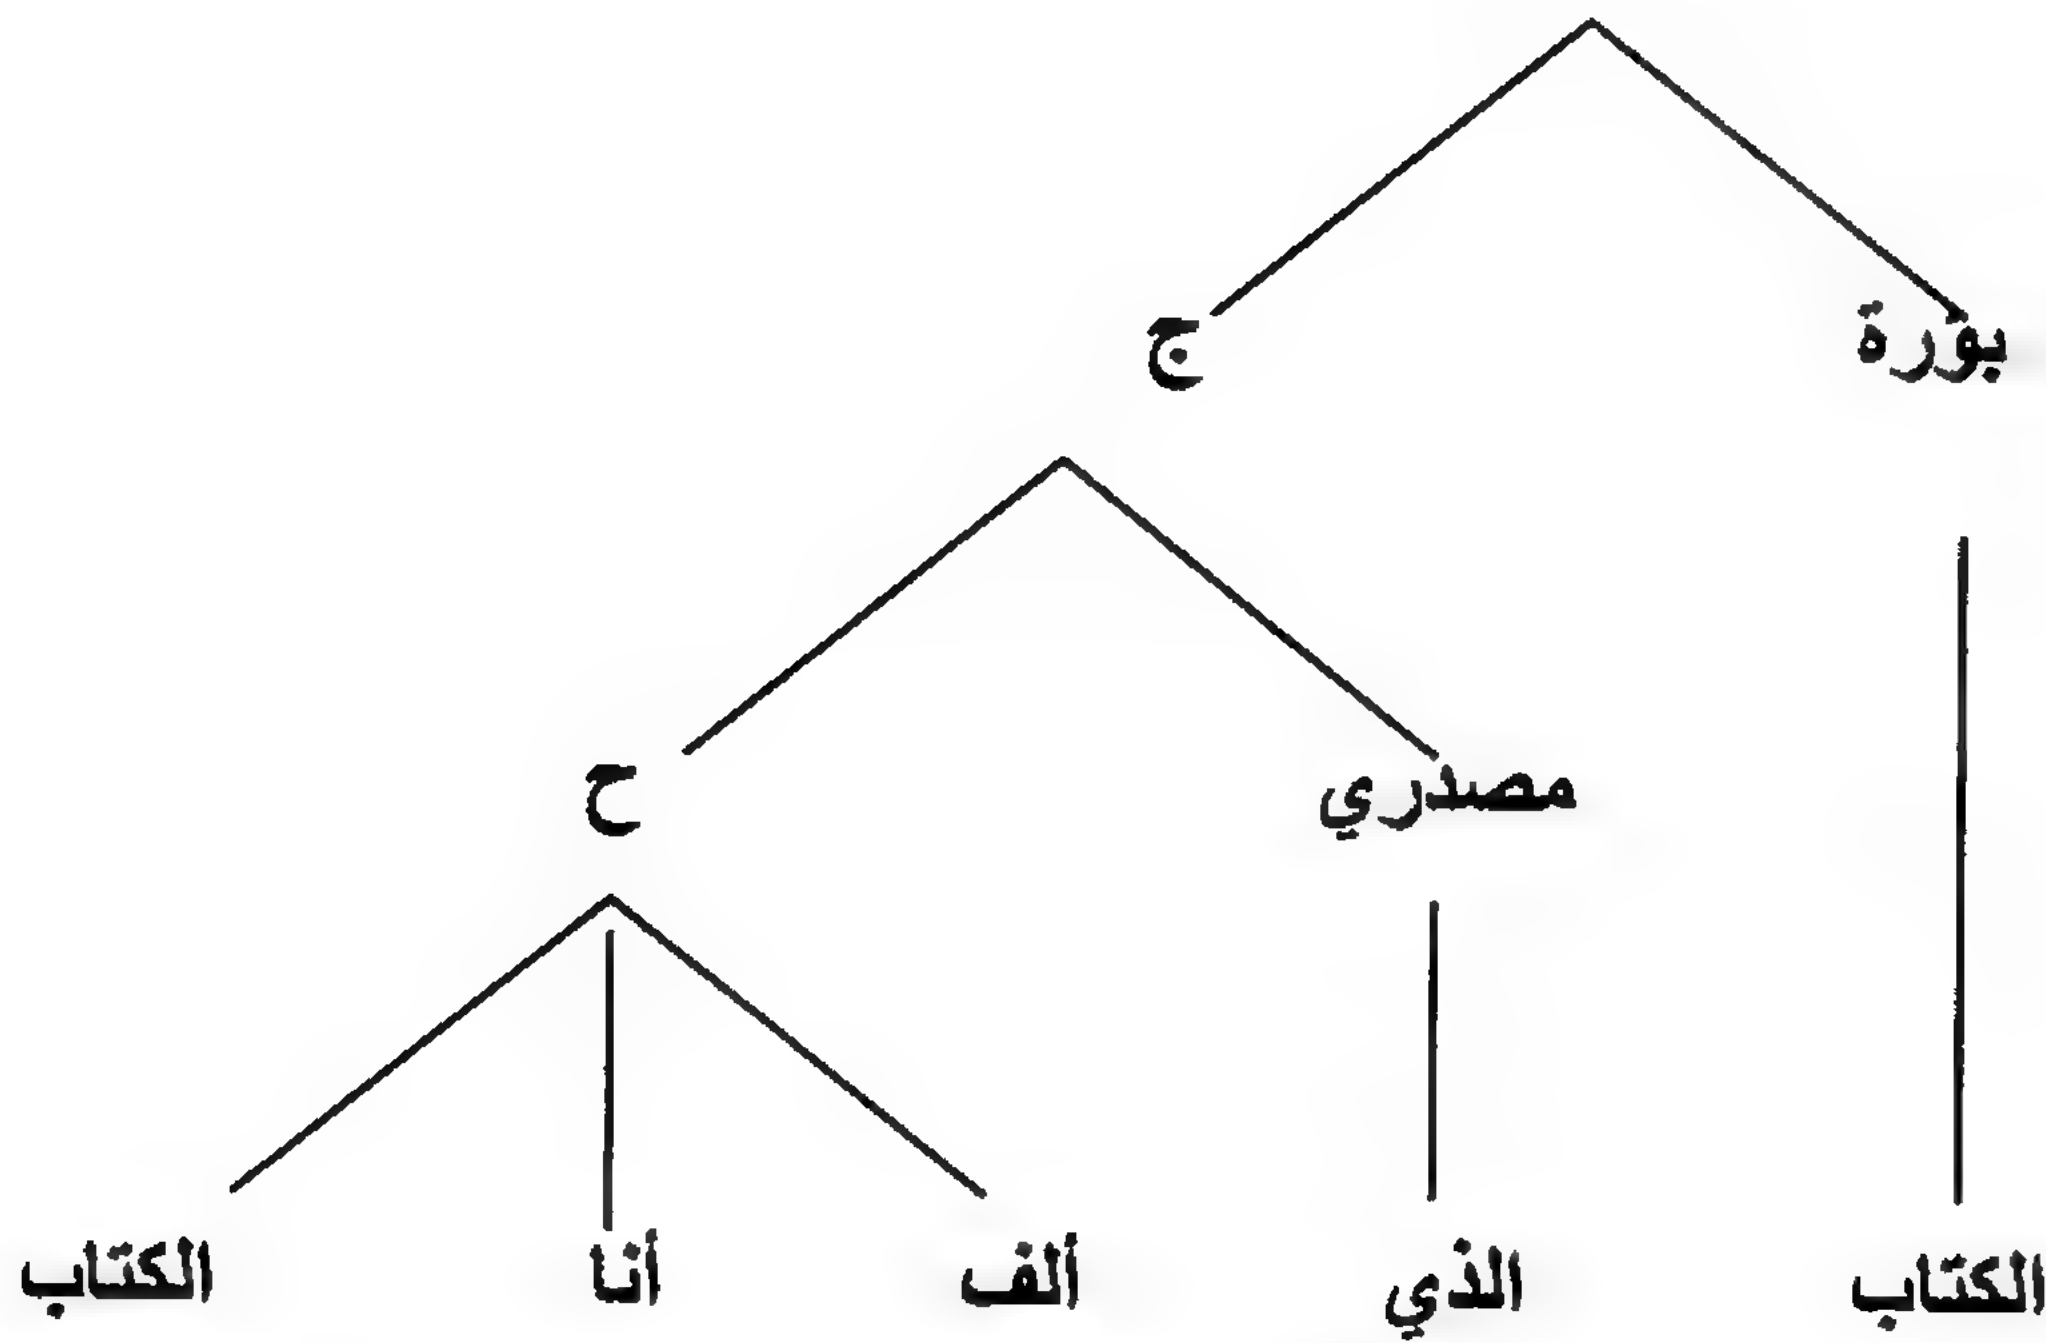 بؤرة ج
مصدري ح
الكتاب الذي ألف أنا الكتاب